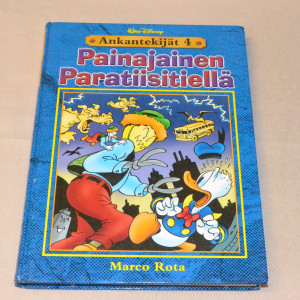 Walt Disney
Ankantekijät 4
Painajainen
Paratiisitiellä
Marco Rota